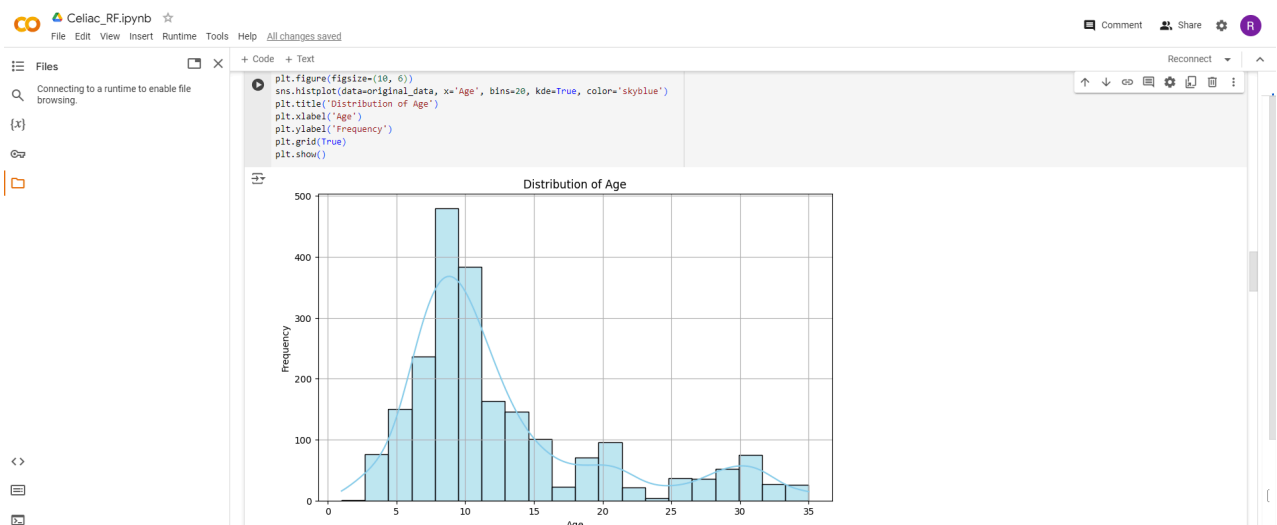 Celiac_RF.ipynb
File Edit View Insert Runtime Tools Help All changes saved
Comment Share R
Files
+ Code + Text
Reconnect
Connecting to a runtime to enable file
browsing.
{x}
plt.figure(figsize=(10, 6))
sns.histplot(data=original_data, x='Age', bins=20, kde=True, color='skyblue')
plt.title('Distribution of Age')
plt.xlabel('Age')
plt.ylabel('Frequency')
plt.grid(True)
plt.show()
Distribution of Age
Frequency
500
400
300
200
100
0
0 5 10 15 20 25 30 35
Age